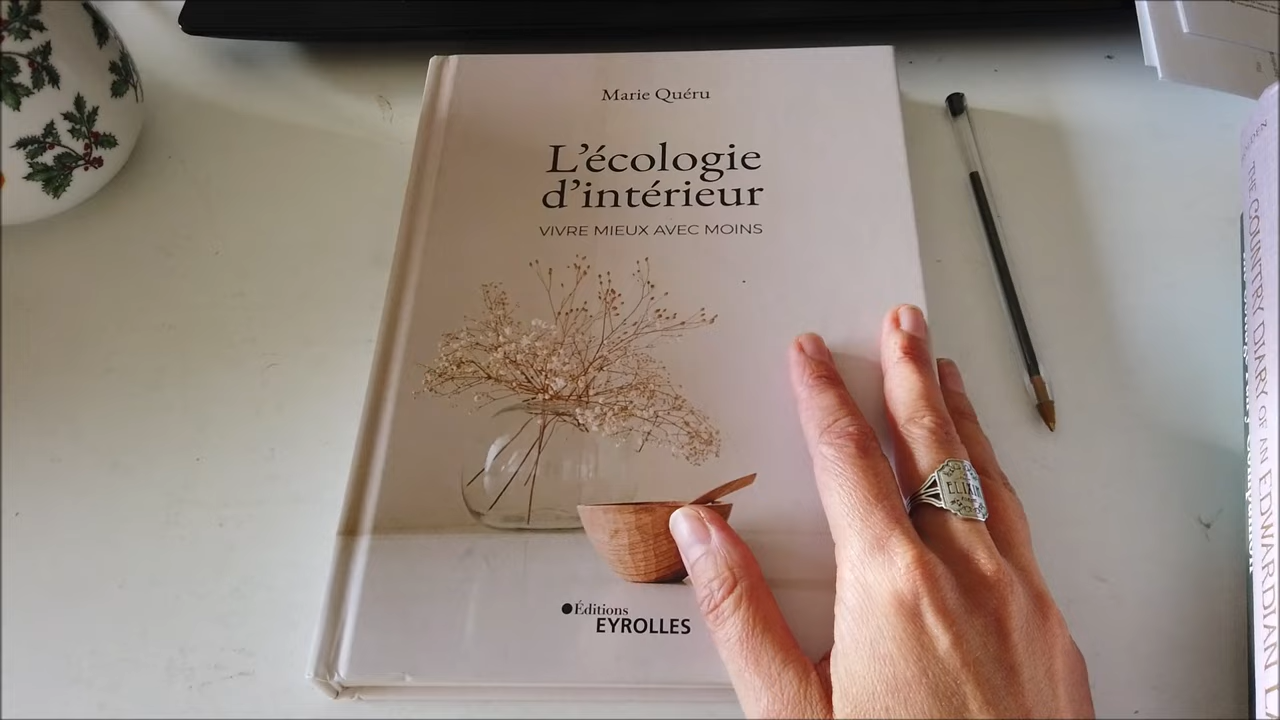 Marie Quéru
L'écologie
d'intérieur
VIVRE MIEUX AVEC MOINS
Éditions
EYROLLES
THE COUNTRY DIARY OF AN EDWARDIAN